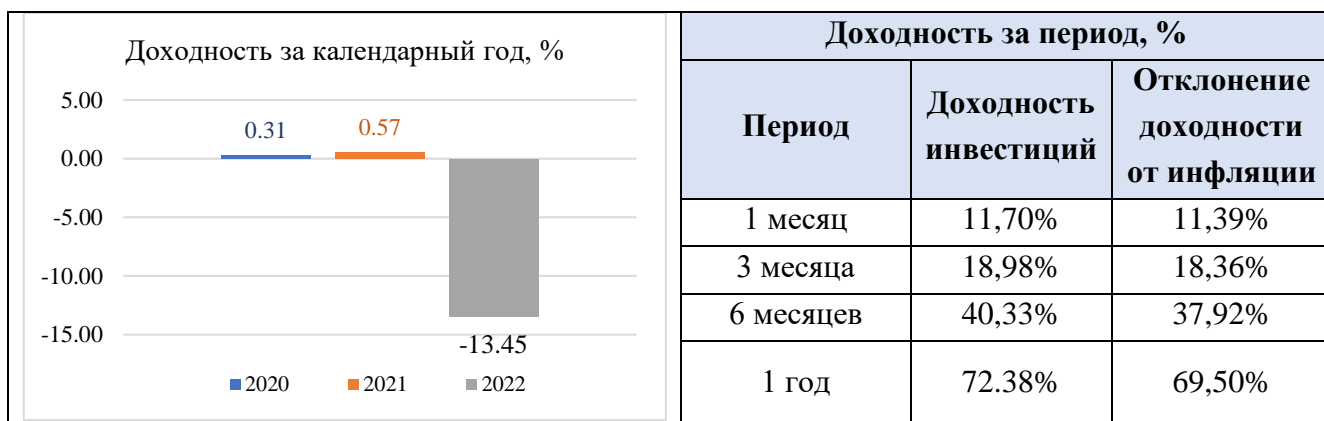 Доходность за календарный год, %
5.00
0.00
-5.00
-10.00
-15.00
0.31
0.57
-13.45
2020 2021 2022
Доходность за период, %
Период
Доходность
инвестиций
Отклонение
доходности
от инфляции
1 месяц 11,70% 11,39%
3 месяца 18,98% 18,36%
6 месяцев 40,33% 37,92%
1 год 72.38% 69,50%